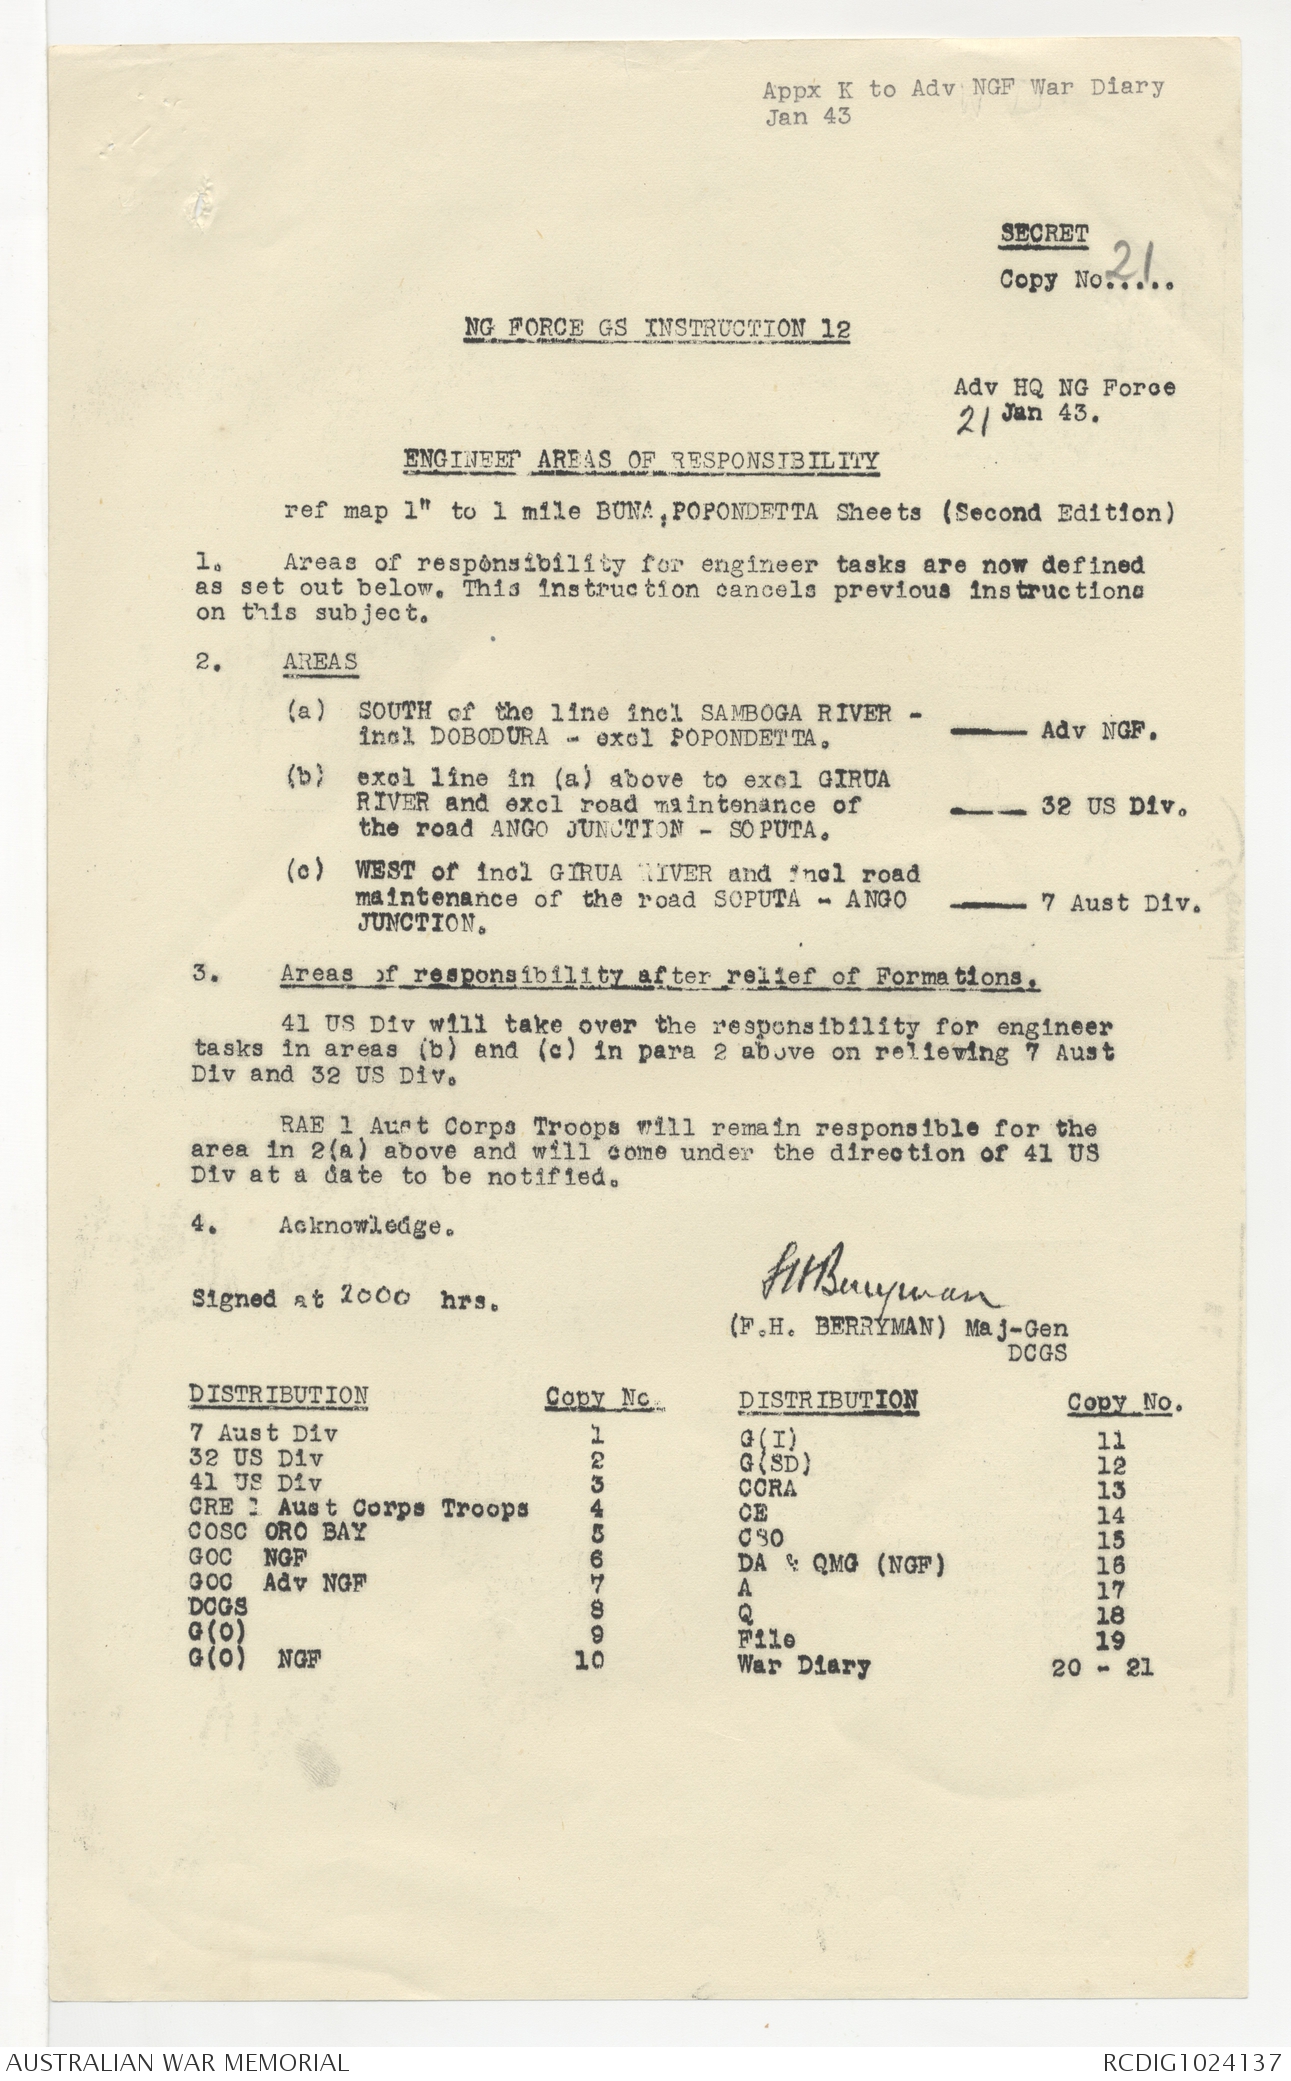 Appx K to Adv NGF War Diary
Jan 43
SECRET
Copy No.....21
NG FORCE GS INSTRUCTION 12
Adv HQ NG Force
21 Jan 43.
ENGINEER AREAS OF RESPONSIBILITY
ref map 1" to 1 mile BUNA, POPONDETTA Sheets (Second Edition)
1. Areas of responsibility for engineer tasks are now defined
as set out below. This instruction cancels previous instructions
on this subject.
2. AREAS
(a) SOUTH of the line incl SAMBOGA RIVER -
incl DOBODURA - excl POPONDETTA. —— Adv NGF.
(b) excl line in (a) above to excl GIRUA
RIVER and excl road maintenance of —— 32 US Div.
the road ANGO JUNCTION - SOPUTA.
(c) WEST of incl GIRUA RIVER and incl road
maintenance of the road SOPUTA - ANGO —— 7 Aust Div.
JUNCTION.
3. Areas of responsibility after relief of Formations.
41 US Div will take over the responsibility for engineer
tasks in areas (b) and (c) in para 2 above on relieving 7 Aust
Div and 32 US Div.
RAE 1 Aust Corps Troops will remain responsible for the
area in 2(a) above and will come under the direction of 41 US
Div at a date to be notified.
4. Acknowledge.
FHBerryman
Signed at 2000 hrs.
(F.H. BERRYMAN) Maj-Gen
DCGS
DISTRIBUTION Copy No. DISTRIBUTION Copy No.
7 Aust Div 1 G(I) 11
32 US Div 2 G(SD) 12
41 US Div 3 CCRA 13
CRE 1 Aust Corps Troops 4 CE 14
COSC ORO BAY 5 CSO 15
GOC NGF 6 DA & QMG (NGF) 16
GOC Adv NGF 7 A 17
DCGS 8 Q 18
G(O) 9 File 19
G(O) NGF 10 War Diary 20 - 21
AUSTRALIAN WAR MEMORIAL RCDIG1024137